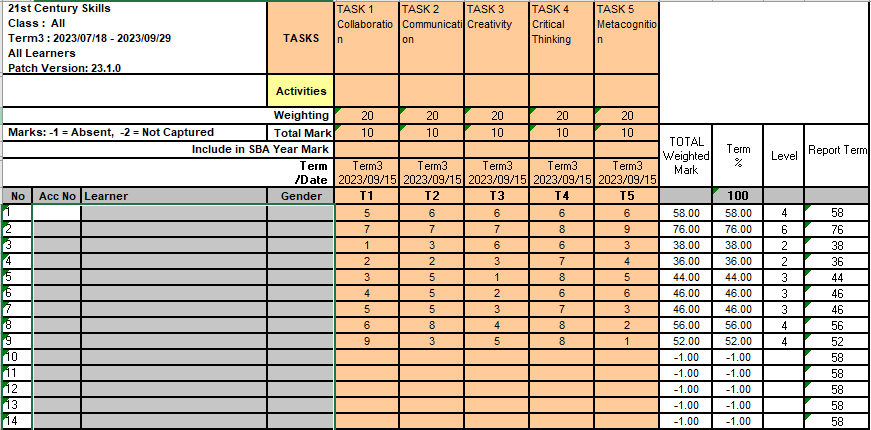 21st Century Skills
Class : All
Term3 : 2023/07/18 - 2023/09/29
All Learners
Patch Version: 23.1.0
TASKS
TASK 1 Collaboratio n
TASK 2 Communicati on
TASK 3 Creativity
TASK 4 Critical Thinking
TASK 5 Metacognitio n
Activities
Weighting 20 20 20 20 20
Marks: -1 = Absent, -2 = Not Captured Total Mark 10 10 10 10 10
Include in SBA Year Mark
TOTAL Weighted Mark
Term %
Level
Report Term
Term /Date
Term3 2023/09/15 Term3 2023/09/15 Term3 2023/09/15 Term3 2023/09/15 Term3 2023/09/15
No Acc No Learner Gender T1 T2 T3 T4 T5 100
1 5 6 6 6 6 58.00 58.00 4 58
2 7 7 7 8 9 76.00 76.00 6 76
3 1 3 6 6 3 38.00 38.00 2 38
4 2 2 3 7 4 36.00 36.00 2 36
5 3 5 1 8 5 44.00 44.00 3 44
6 4 5 2 6 6 46.00 46.00 3 46
7 5 5 3 7 3 46.00 46.00 3 46
8 6 8 4 8 2 56.00 56.00 4 56
9 9 3 5 8 1 52.00 52.00 4 52
10 -1.00 -1.00 58
11 -1.00 -1.00 58
12 -1.00 -1.00 58
13 -1.00 -1.00 58
14 -1.00 -1.00 58